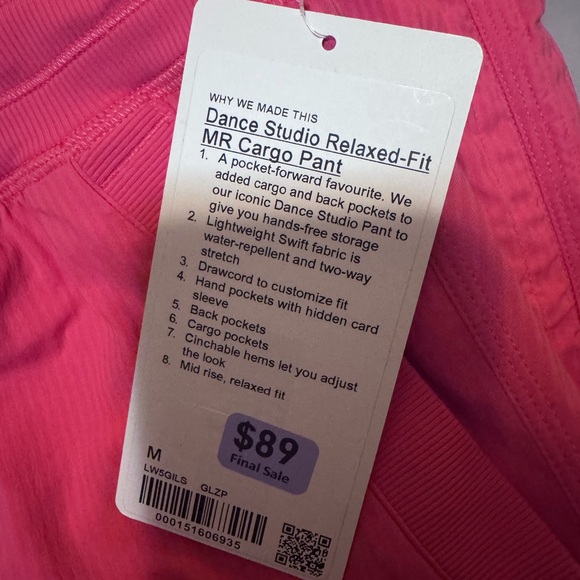 WHY WE MADE THIS
Dance Studio Relaxed-Fit
MR Cargo Pant
1. A pocket-forward favourite. We
added cargo and back pockets to
our iconic Dance Studio Pant to
give you hands-free storage
2. Lightweight Swift fabric is
water-repellent and two-way
stretch
3. Drawcord to customize fit
4. Hand pockets with hidden card
sleeve
5. Back pockets
6. Cargo pockets
7. Cinchable hems let you adjust
the look
8. Mid rise, relaxed fit
$89
Final Sale
M
LW5GILS GLZP
000151606935